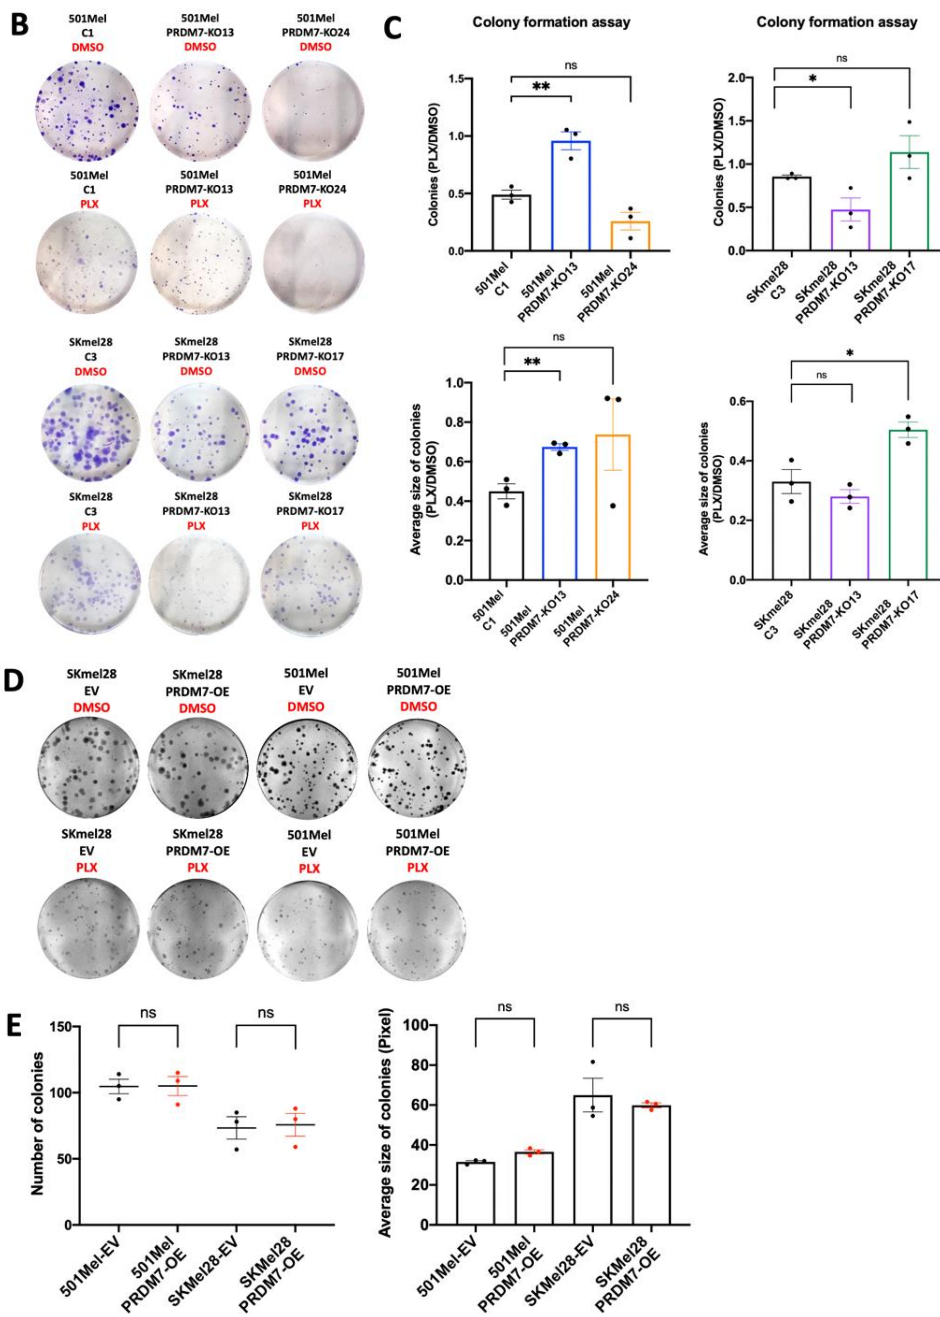 B
501Mel
C1
DMSO
501Mel
PRDM7-KO13
DMSO
501Mel
PRDM7-KO24
DMSO
501Mel
C1
PLX
501Mel
PRDM7-KO13
PLX
501Mel
PRDM7-KO24
PLX
SKmel28
C3
DMSO
SKmel28
PRDM7-KO13
DMSO
SKmel28
PRDM7-KO17
DMSO
SKmel28
C3
PLX
SKmel28
PRDM7-KO13
PLX
SKmel28
PRDM7-KO17
PLX
C
Colony formation assay
ns
**
1.5
1.0
0.5
0.0
Colonies (PLX/DMSO)
501Mel
C1
501Mel
PRDM7-KO13
501Mel
PRDM7-KO24
Colony formation assay
ns
*
2.0
1.5
1.0
0.5
0.0
Colonies (PLX/DMSO)
SKmel28
C3
SKmel28
PRDM7-KO13
SKmel28
PRDM7-KO17
ns
**
1.0
0.8
0.6
0.4
0.2
0.0
Average size of colonies
(PLX/DMSO)
501Mel
C1
501Mel
PRDM7-KO13
501Mel
PRDM7-KO24
*
ns
0.6
0.4
0.2
0.0
Average size of colonies
(PLX/DMSO)
SKmel28
C3
SKmel28
PRDM7-KO13
SKmel28
PRDM7-KO17
D
SKmel28
EV
DMSO
SKmel28
PRDM7-OE
DMSO
501Mel
EV
DMSO
501Mel
PRDM7-OE
DMSO
SKmel28
EV
PLX
SKmel28
PRDM7-OE
PLX
501Mel
EV
PLX
501Mel
PRDM7-OE
PLX
E
ns
ns
150
100
50
0
Number of colonies
501Mel-EV
501Mel
PRDM7-OE
SKMel28-EV
SKMel28
PRDM7-OE
ns
ns
100
80
60
40
20
0
Average size of colonies (Pixel)
501Mel-EV
501Mel
PRDM7-OE
SKMel28-EV
SKMel28
PRDM7-OE